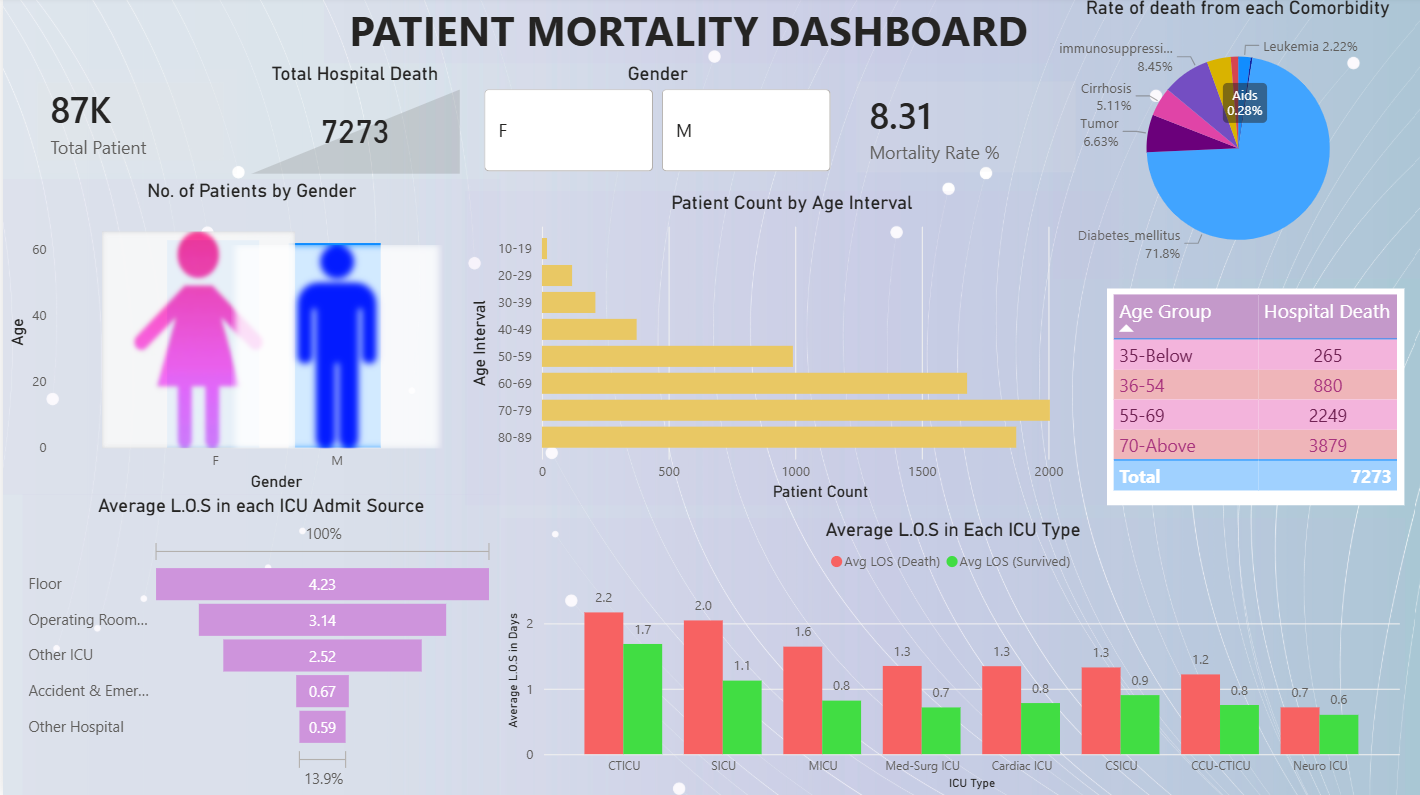 PATIENT MORTALITY DASHBOARD
87K
Total Patient
Total Hospital Death
7273
Gender
F
M
8.31
Mortality Rate %
Rate of death from each Comorbidity
immunosuppressi...
8.45%
Leukemia 2.22%
Cirrhosis
5.11%
Aids
0.28%
Tumor
6.63%
Diabetes_mellitus
71.8%
No. of Patients by Gender
Age
60
40
20
0
F
M
Gender
Patient Count by Age Interval
Age Interval
10-19
20-29
30-39
40-49
50-59
60-69
70-79
80-89
0
500
1000
1500
2000
Patient Count
Age Group Hospital Death
35-Below 265
36-54 880
55-69 2249
70-Above 3879
Total 7273
Average L.O.S in each ICU Admit Source
100%
Floor 4.23
Operating Room... 3.14
Other ICU 2.52
Accident & Emer... 0.67
Other Hospital 0.59
13.9%
Average L.O.S in Each ICU Type
Avg LOS (Death) Avg LOS (Survived)
Average L.O.S in Days
2
1
0
2.2
1.7
2.0
1.1
1.6
0.8
1.3
0.7
1.3
0.8
1.3
0.9
1.2
0.8
0.7
0.6
CTICU
SICU
MICU
Med-Surg ICU
Cardiac ICU
CSICU
CCU-CTICU
Neuro ICU
ICU Type